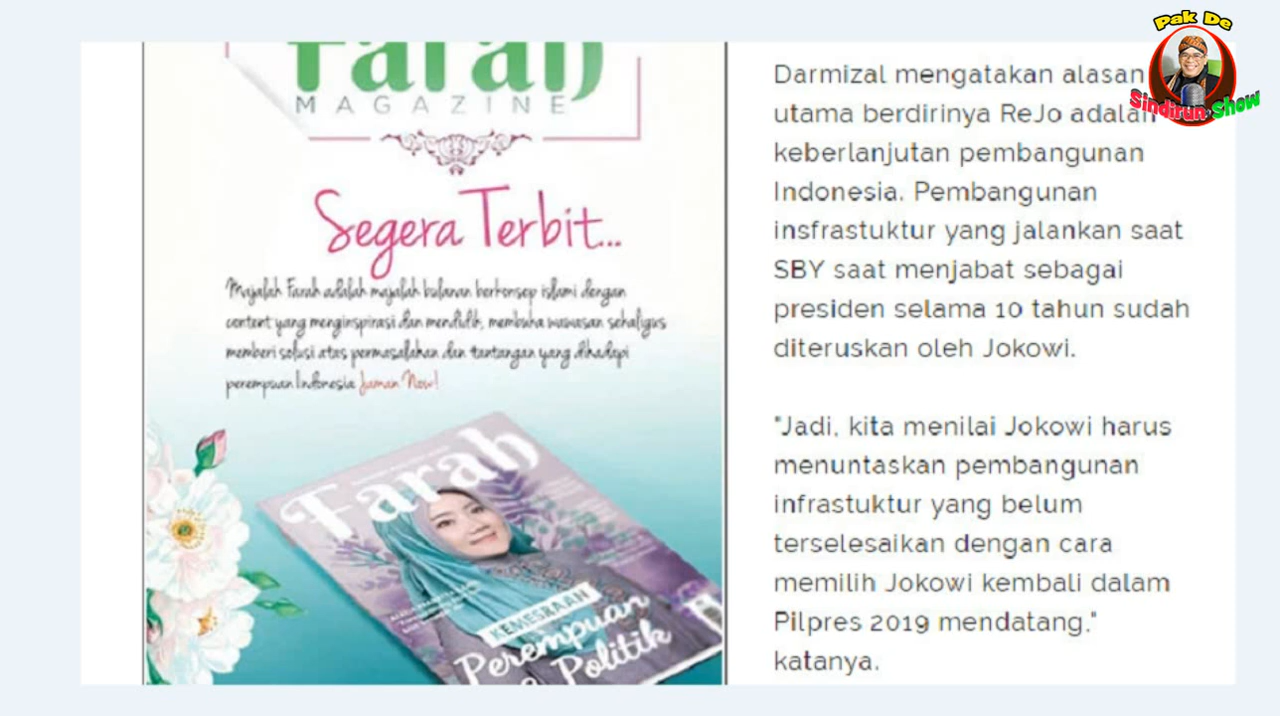 Farah
MAGAZINE
Segera Terbit...
Majalah Farah adalah majalah bulanan berkonsep islami dengan
content yang menginspirasi dan mendidik, membuka wawasan sekaligus
memberi solusi atas permasalahan dan tantangan yang dihadapi
perempuan Indonesia Jaman Now!
Farah
KEMESRAAN
Perempuan
& Politik
Pak De
Sindirun Show
Darmizal mengatakan alasan
utama berdirinya ReJo adalah
keberlanjutan pembangunan
Indonesia. Pembangunan
insfrastuktur yang jalankan saat
SBY saat menjabat sebagai
presiden selama 10 tahun sudah
diteruskan oleh Jokowi.
"Jadi, kita menilai Jokowi harus
menuntaskan pembangunan
infrastuktur yang belum
terselesaikan dengan cara
memilih Jokowi kembali dalam
Pilpres 2019 mendatang,"
katanya.